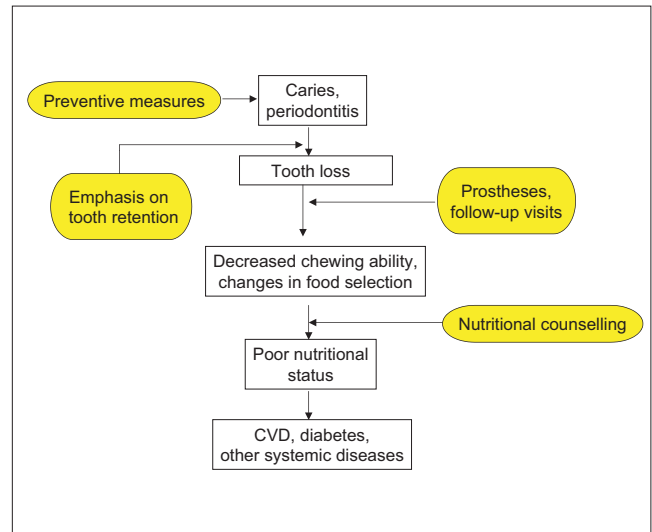 Preventive measures
Caries,
periodontitis
Emphasis on
tooth retention
Tooth loss
Prostheses,
follow-up visits
Decreased chewing ability,
changes in food selection
Nutritional counselling
Poor nutritional
status
CVD, diabetes,
other systemic diseases